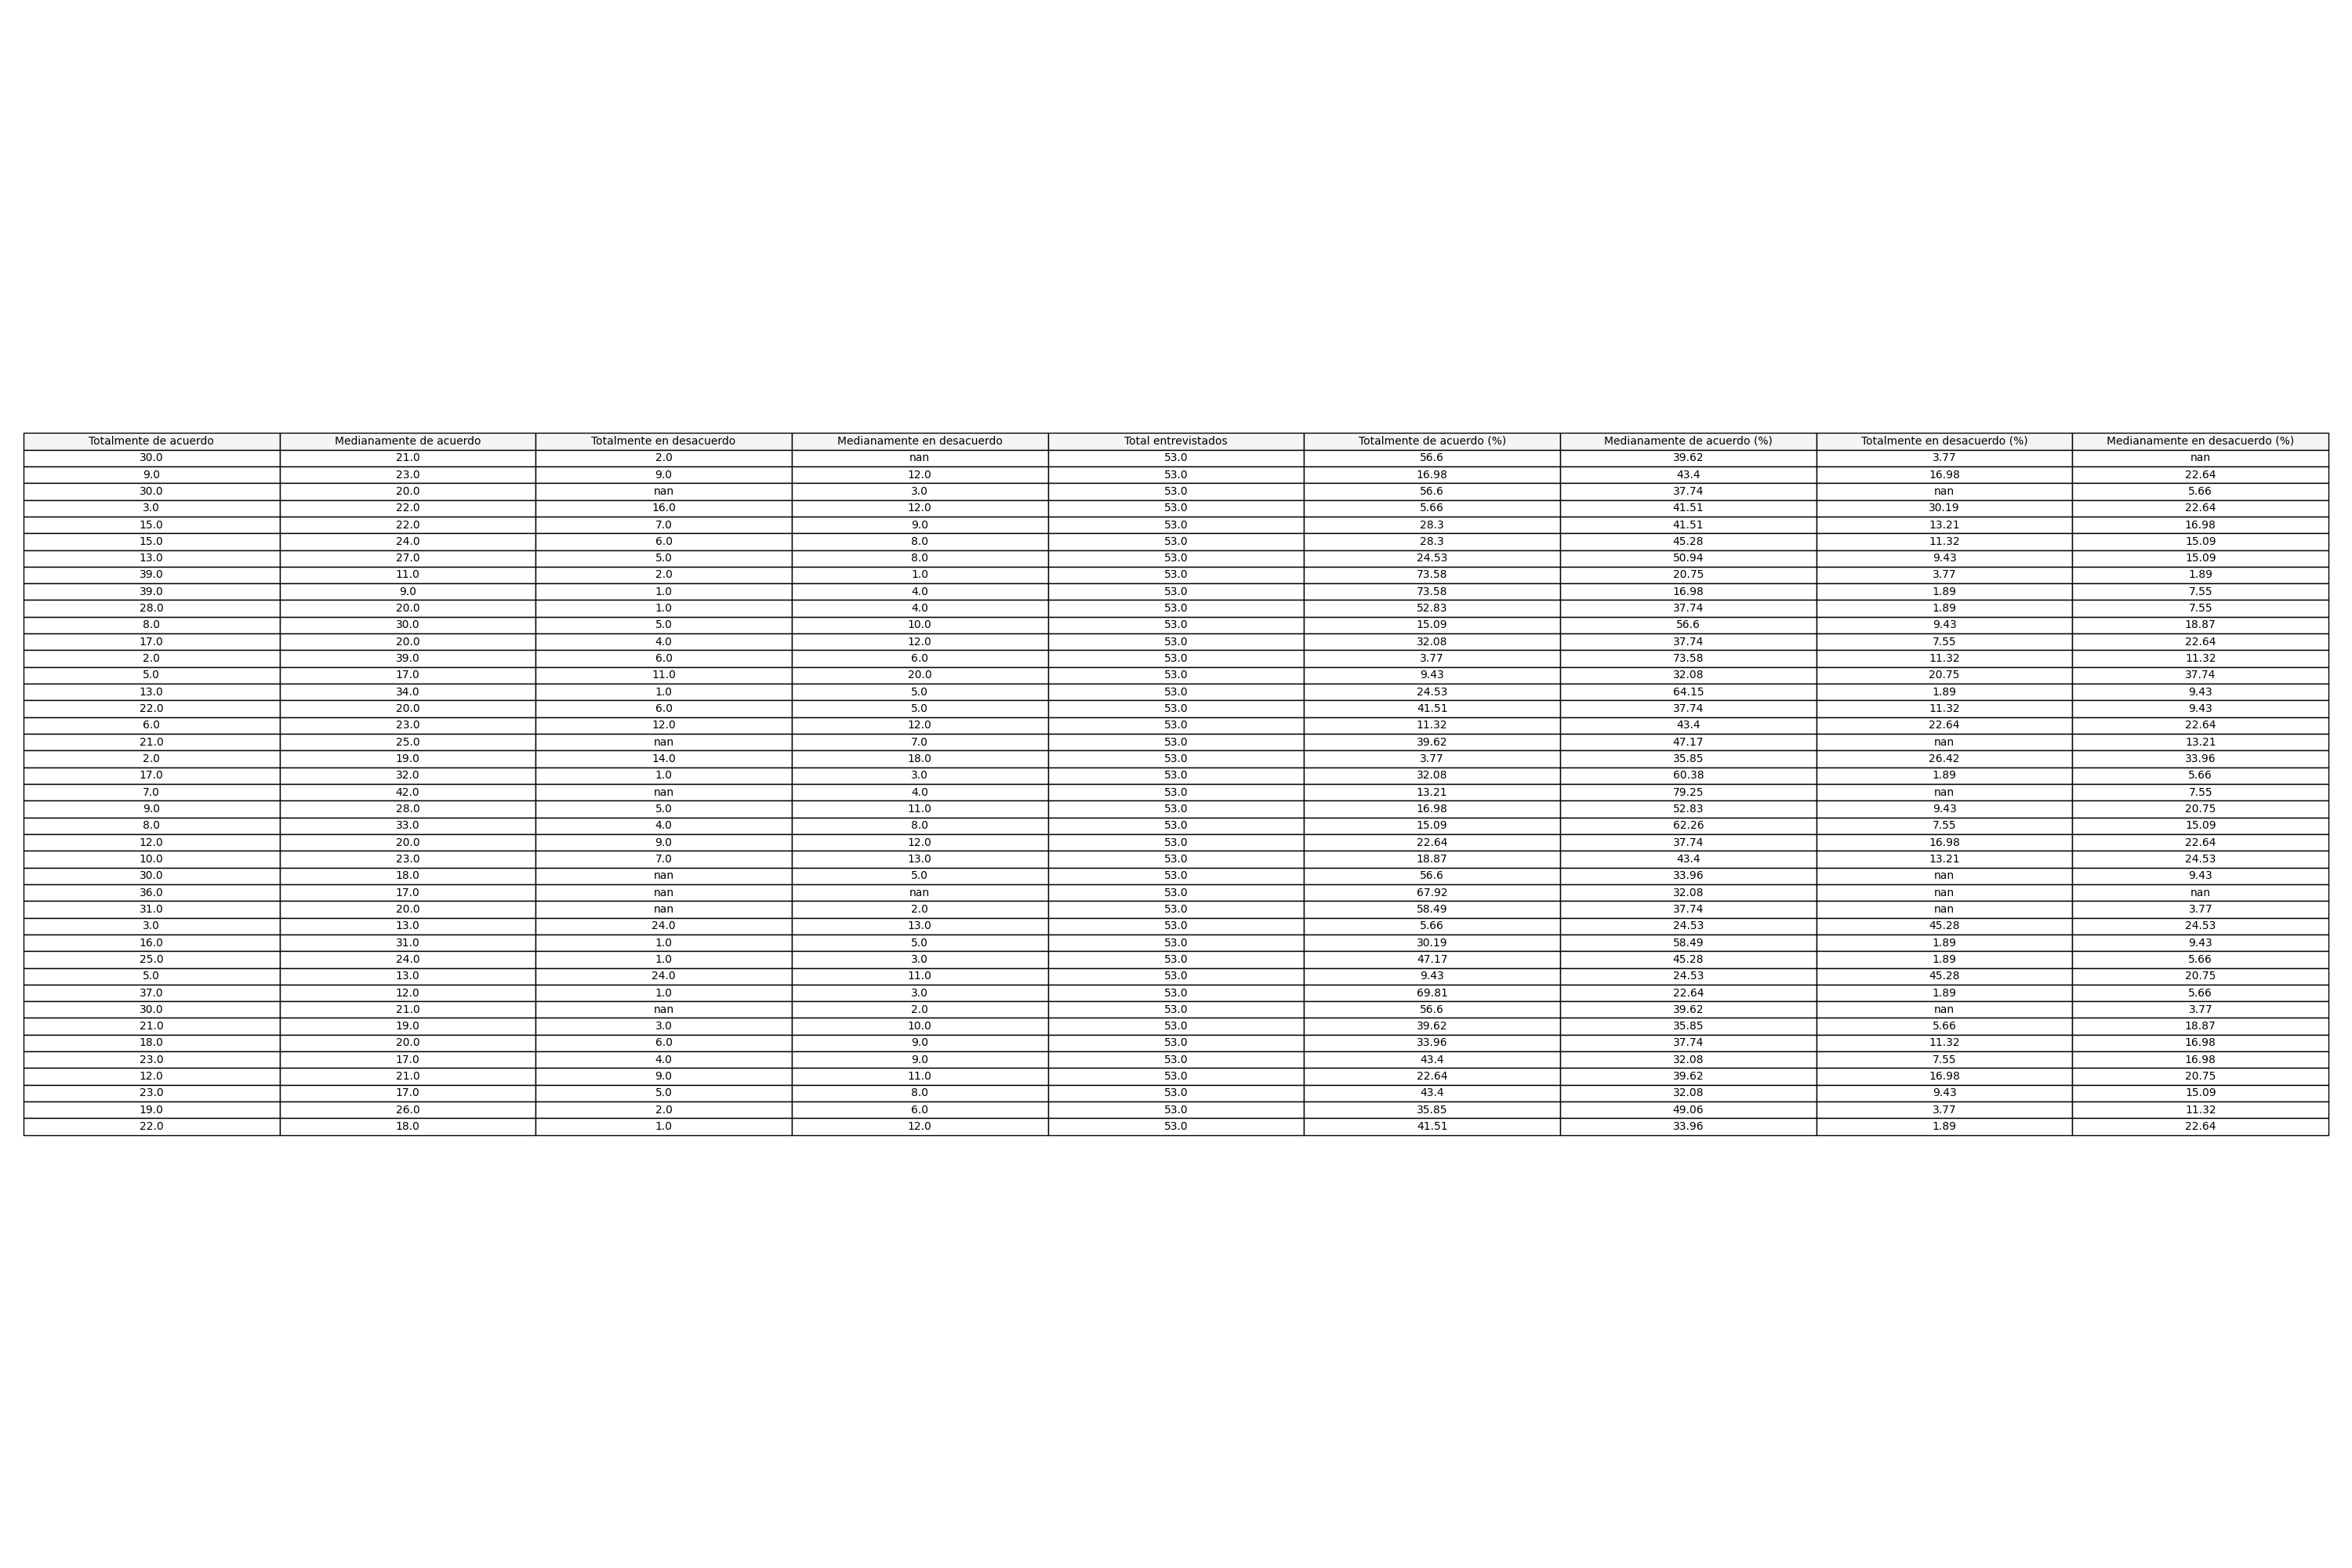 Totalmente de acuerdo Medianamente de acuerdo Totalmente en desacuerdo Medianamente en desacuerdo Total entrevistados Totalmente de acuerdo (%) Medianamente de acuerdo (%) Totalmente en desacuerdo (%) Medianamente en desacuerdo (%)
30.0 21.0 2.0 nan 53.0 56.6 39.62 3.77 nan
9.0 23.0 9.0 12.0 53.0 16.98 43.4 16.98 22.64
30.0 20.0 nan 3.0 53.0 56.6 37.74 nan 5.66
3.0 22.0 16.0 12.0 53.0 5.66 41.51 30.19 22.64
15.0 22.0 7.0 9.0 53.0 28.3 41.51 13.21 16.98
15.0 24.0 6.0 8.0 53.0 28.3 45.28 11.32 15.09
13.0 27.0 5.0 8.0 53.0 24.53 50.94 9.43 15.09
39.0 11.0 2.0 1.0 53.0 73.58 20.75 3.77 1.89
39.0 9.0 1.0 4.0 53.0 73.58 16.98 1.89 7.55
28.0 20.0 1.0 4.0 53.0 52.83 37.74 1.89 7.55
8.0 30.0 5.0 10.0 53.0 15.09 56.6 9.43 18.87
17.0 20.0 4.0 12.0 53.0 32.08 37.74 7.55 22.64
2.0 39.0 6.0 6.0 53.0 3.77 73.58 11.32 11.32
5.0 17.0 11.0 20.0 53.0 9.43 32.08 20.75 37.74
13.0 34.0 1.0 5.0 53.0 24.53 64.15 1.89 9.43
22.0 20.0 6.0 5.0 53.0 41.51 37.74 11.32 9.43
6.0 23.0 12.0 12.0 53.0 11.32 43.4 22.64 22.64
21.0 25.0 nan 7.0 53.0 39.62 47.17 nan 13.21
2.0 19.0 14.0 18.0 53.0 3.77 35.85 26.42 33.96
17.0 32.0 1.0 3.0 53.0 32.08 60.38 1.89 5.66
7.0 42.0 nan 4.0 53.0 13.21 79.25 nan 7.55
9.0 28.0 5.0 11.0 53.0 16.98 52.83 9.43 20.75
8.0 33.0 4.0 8.0 53.0 15.09 62.26 7.55 15.09
12.0 20.0 9.0 12.0 53.0 22.64 37.74 16.98 22.64
10.0 23.0 7.0 13.0 53.0 18.87 43.4 13.21 24.53
30.0 18.0 nan 5.0 53.0 56.6 33.96 nan 9.43
36.0 17.0 nan nan 53.0 67.92 32.08 nan nan
31.0 20.0 nan 2.0 53.0 58.49 37.74 nan 3.77
3.0 13.0 24.0 13.0 53.0 5.66 24.53 45.28 24.53
16.0 31.0 1.0 5.0 53.0 30.19 58.49 1.89 9.43
25.0 24.0 1.0 3.0 53.0 47.17 45.28 1.89 5.66
5.0 13.0 24.0 11.0 53.0 9.43 24.53 45.28 20.75
37.0 12.0 1.0 3.0 53.0 69.81 22.64 1.89 5.66
30.0 21.0 nan 2.0 53.0 56.6 39.62 nan 3.77
21.0 19.0 3.0 10.0 53.0 39.62 35.85 5.66 18.87
18.0 20.0 6.0 9.0 53.0 33.96 37.74 11.32 16.98
23.0 17.0 4.0 9.0 53.0 43.4 32.08 7.55 16.98
12.0 21.0 9.0 11.0 53.0 22.64 39.62 16.98 20.75
23.0 17.0 5.0 8.0 53.0 43.4 32.08 9.43 15.09
19.0 26.0 2.0 6.0 53.0 35.85 49.06 3.77 11.32
22.0 18.0 1.0 12.0 53.0 41.51 33.96 1.89 22.64